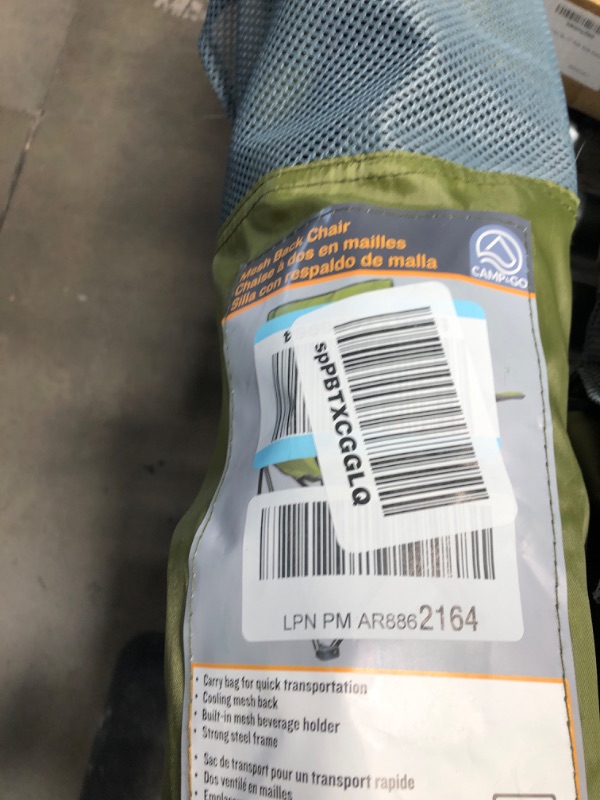 Mesh Back Chair
Chaise à dos en mailles
Silla con respaldo de malla
CAMP&GO
spPBTXCGGLQ
LPN PM AR8862164
• Carry bag for quick transportation
• Cooling mesh back
• Built-in mesh beverage holder
• Strong steel frame
• Sac de transport pour un transport rapide
• Dos ventilé en mailles